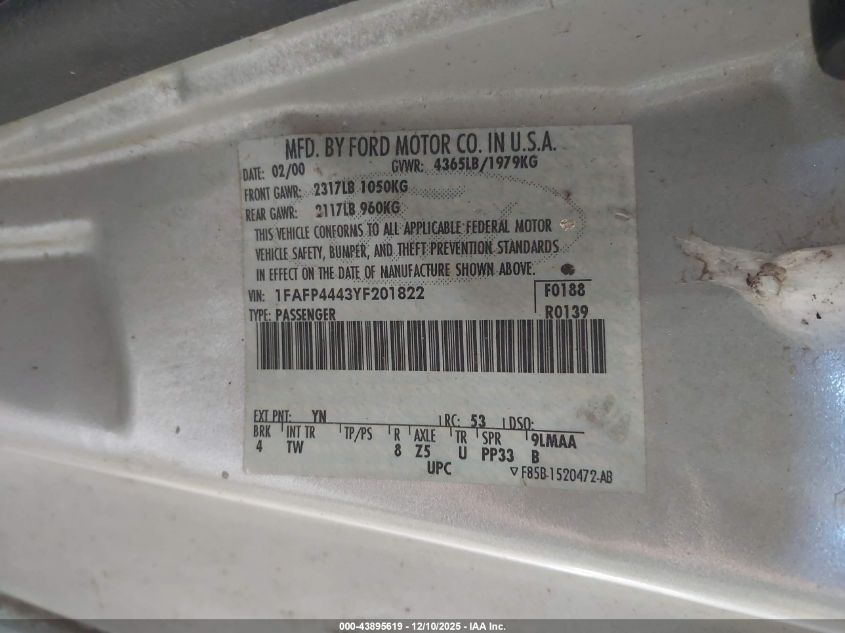 MFD. BY FORD MOTOR CO. IN U.S.A.
DATE: 02/00 GVWR: 4365LB/1979KG
FRONT GAWR: 2317LB 1050KG
REAR GAWR: 2117LB 960KG
THIS VEHICLE CONFORMS TO ALL APPLICABLE FEDERAL MOTOR
VEHICLE SAFETY, BUMPER, AND THEFT PREVENTION STANDARDS
IN EFFECT ON THE DATE OF MANUFACTURE SHOWN ABOVE.
VIN: 1FAFP4443YF201822 F0188
TYPE: PASSENGER R0139
EXT PNT: YN RC: 53 DSO:
BRK INT TR TP/PS R AXLE TR SPR 9LMAA
4 TW 8 Z5 U PP33 B
UPC F85B-1520472-AB
000-43895619 - 12/10/2025 - IAA Inc.